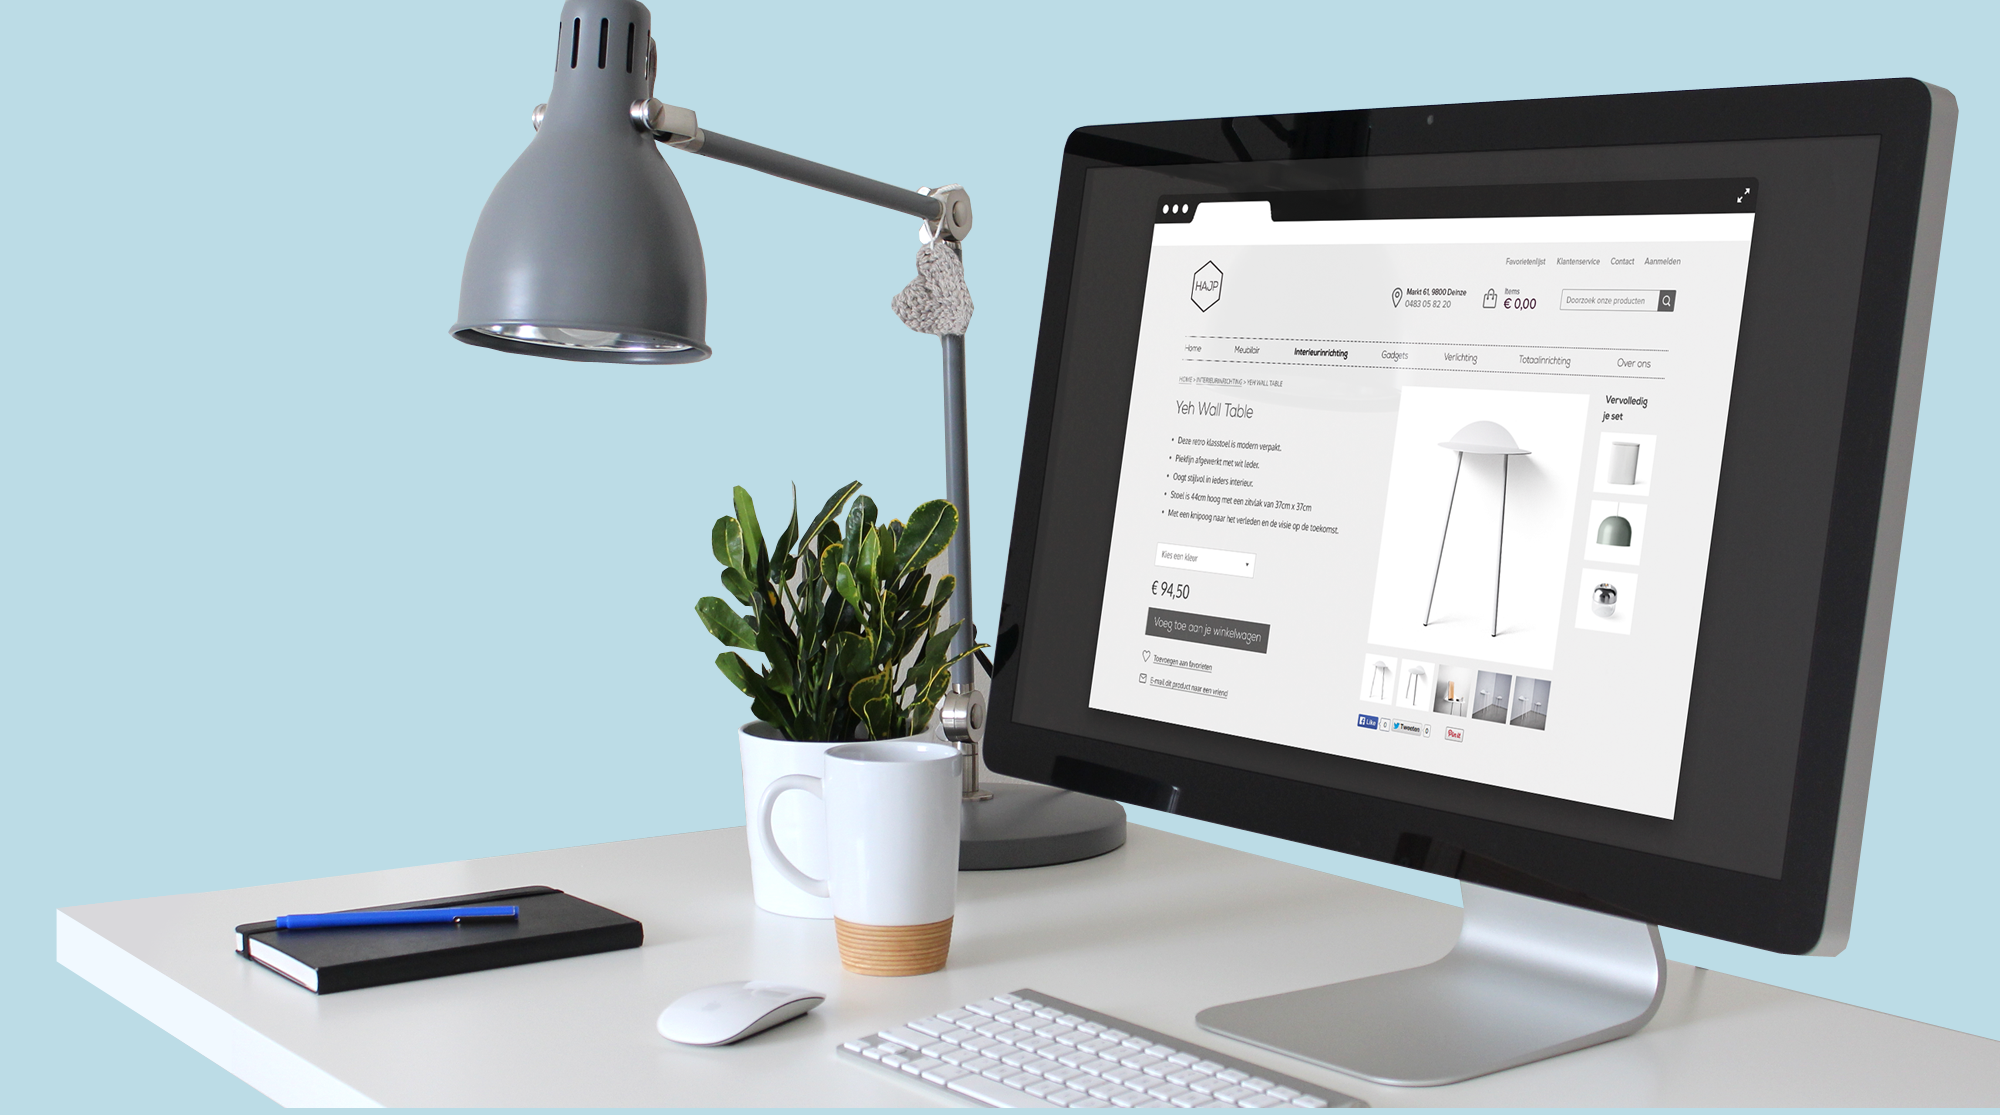 Favorietenlijst Klantenservice Contact Aanmelden
HAJP
Markt 61, 9800 Deinze
0483 05 82 20
Items
€ 0,00
Doorzoek onze producten
Home Meubilair Interieurinrichting Gadgets Verlichting Totaalinrichting Over ons
HOME > INTERIEURINRICHTING > YEH WALL TABLE
Yeh Wall Table
• Deze retro klasstoel is modern verpakt.
• Piekfijn afgewerkt met wit leder.
• Oogt stijlvol in ieders interieur.
• Stoel is 44cm hoog met een zitvlak van 37cm x 37cm
• Met een knipoog naar het verleden en de visie op de toekomst.
Kies een kleur
€ 94,50
Voeg toe aan je winkelwagen
Toevoegen aan favorieten
E-mail dit product naar een vriend
Vervolledig
je set
Like 0 Tweeten 0 Pin it